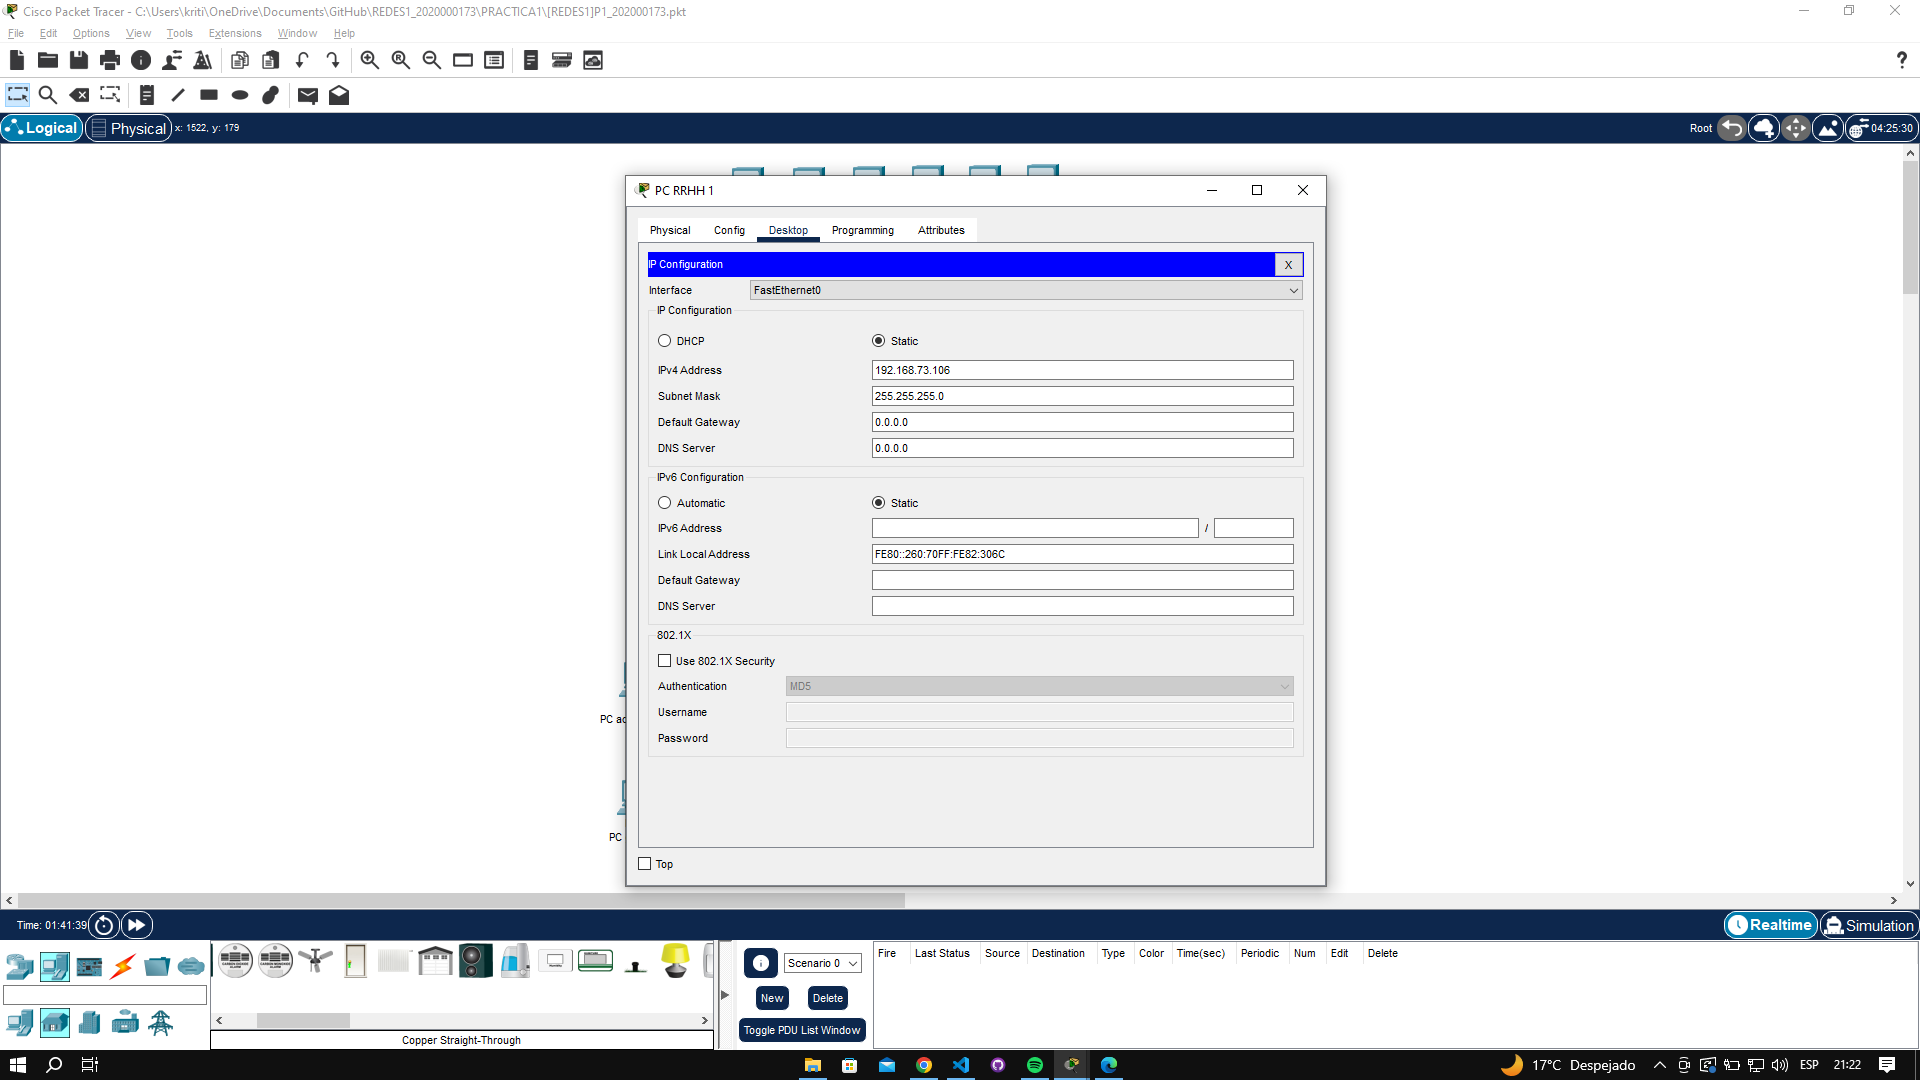 Cisco Packet Tracer - C:\Users\kriti\OneDrive\Documents\GitHub\REDES1_2020000173\PRACTICA1\[REDES1]P1_202000173.pkt
File Edit Options View Tools Extensions Window Help
Logical Physical x: 1522, y: 179 Root 04:25:30
PC RRHH 1
Physical Config Desktop Programming Attributes
IP Configuration X
Interface FastEthernet0
IP Configuration
DHCP Static
IPv4 Address 192.168.73.106
Subnet Mask 255.255.255.0
Default Gateway 0.0.0.0
DNS Server 0.0.0.0
IPv6 Configuration
Automatic Static
IPv6 Address /
Link Local Address FE80::260:70FF:FE82:306C
Default Gateway
DNS Server
802.1X
Use 802.1X Security
Authentication MD5
PC ad
Username
Password
PC
Top
Time: 01:41:39 Realtime Simulation
Scenario 0 Fire Last Status Source Destination Type Color Time(sec) Periodic Num Edit Delete
New Delete
Toggle PDU List Window
Copper Straight-Through
17°C Despejado ESP 21:22